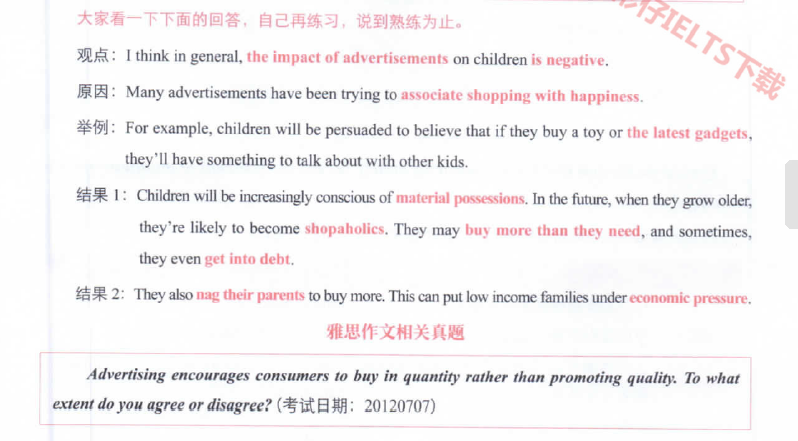 大家看一下下面的回答，自己再练习，说到熟练为止。
仔IELTS下载
观点：I think in general, the impact of advertisements on children is negative.
原因：Many advertisements have been trying to associate shopping with happiness.
举例：For example, children will be persuaded to believe that if they buy a toy or the latest gadgets,
they’ll have something to talk about with other kids.
结果 1：Children will be increasingly conscious of material possessions. In the future, when they grow older,
they’re likely to become shopaholics. They may buy more than they need, and sometimes,
they even get into debt.
结果 2：They also nag their parents to buy more. This can put low income families under economic pressure.
雅思作文相关真题
Advertising encourages consumers to buy in quantity rather than promoting quality. To what
extent do you agree or disagree? (考试日期：20120707)